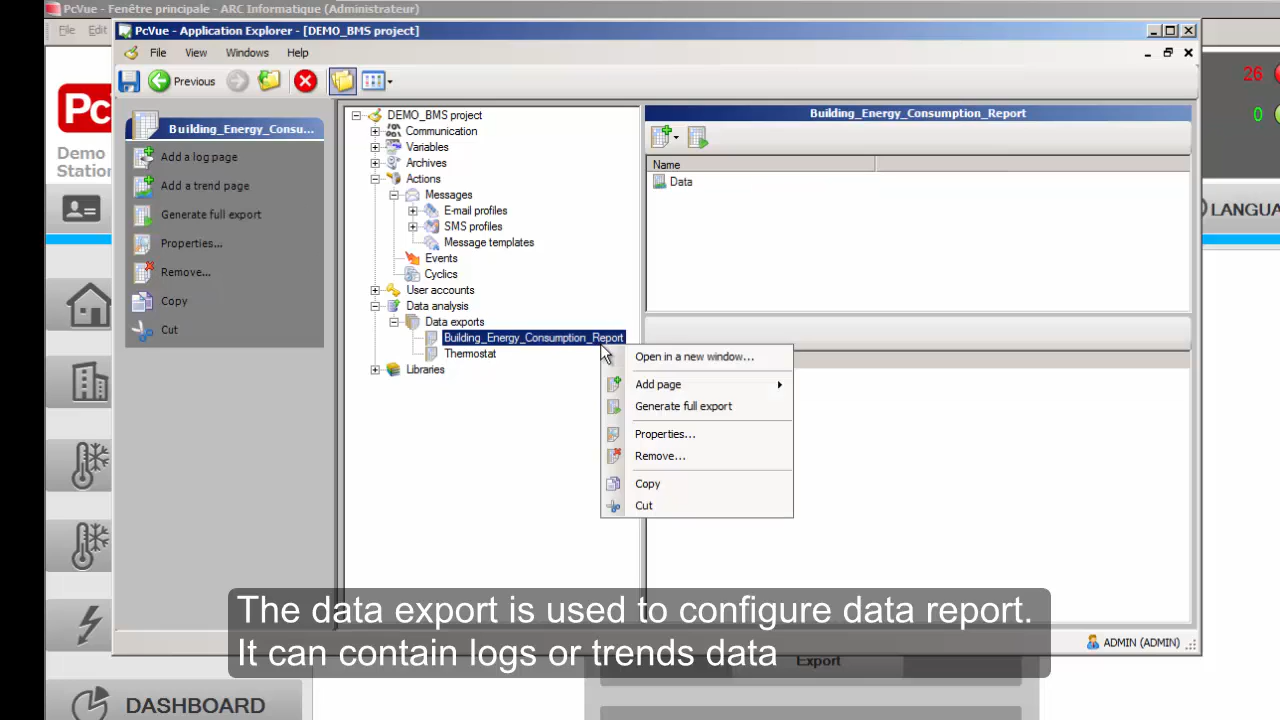 PcVue - Fenêtre principale - ARC Informatique (Administrateur)
File Edit
PcVue - Application Explorer - [DEMO_BMS project]
File View Windows Help
Previous
Building_Energy_Consu...
Add a log page
Add a trend page
Generate full export
Properties...
Remove...
Copy
Cut
DEMO_BMS project
Communication
Variables
Archives
Actions
Messages
E-mail profiles
SMS profiles
Message templates
Events
Cyclics
User accounts
Data analysis
Data exports
Building_Energy_Consumption_Report
Thermostat
Libraries
Building_Energy_Consumption_Report
Name
Data
Open in a new window...
Add page
Generate full export
Properties...
Remove...
Copy
Cut
Demo
Station
26
0
LANGUA
The data export is used to configure data report.
It can contain logs or trends data
ADMIN (ADMIN)
Export
DASHBOARD